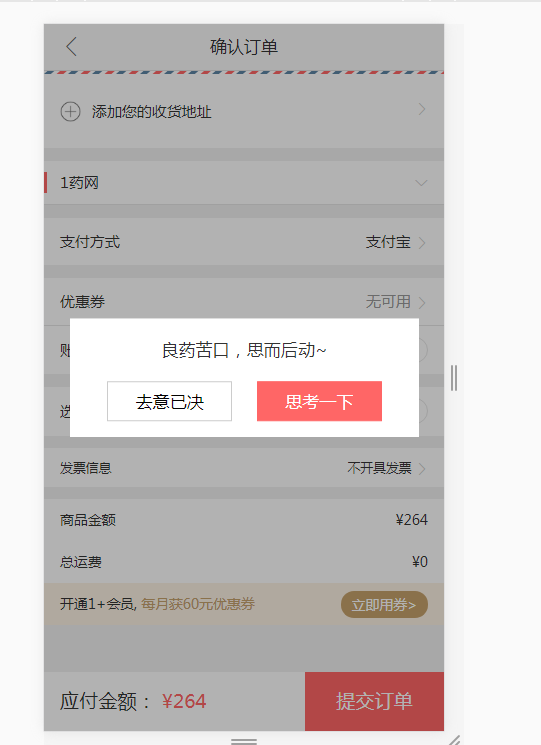 确认订单
添加您的收货地址
1药网
支付方式 支付宝
优惠券 无可用
账
良药苦口，思而后动~
去意已决 思考一下
选
发票信息 不开具发票
商品金额 ¥264
总运费 ¥0
开通1+会员, 每月获60元优惠券 立即用券>
应付金额： ¥264 提交订单